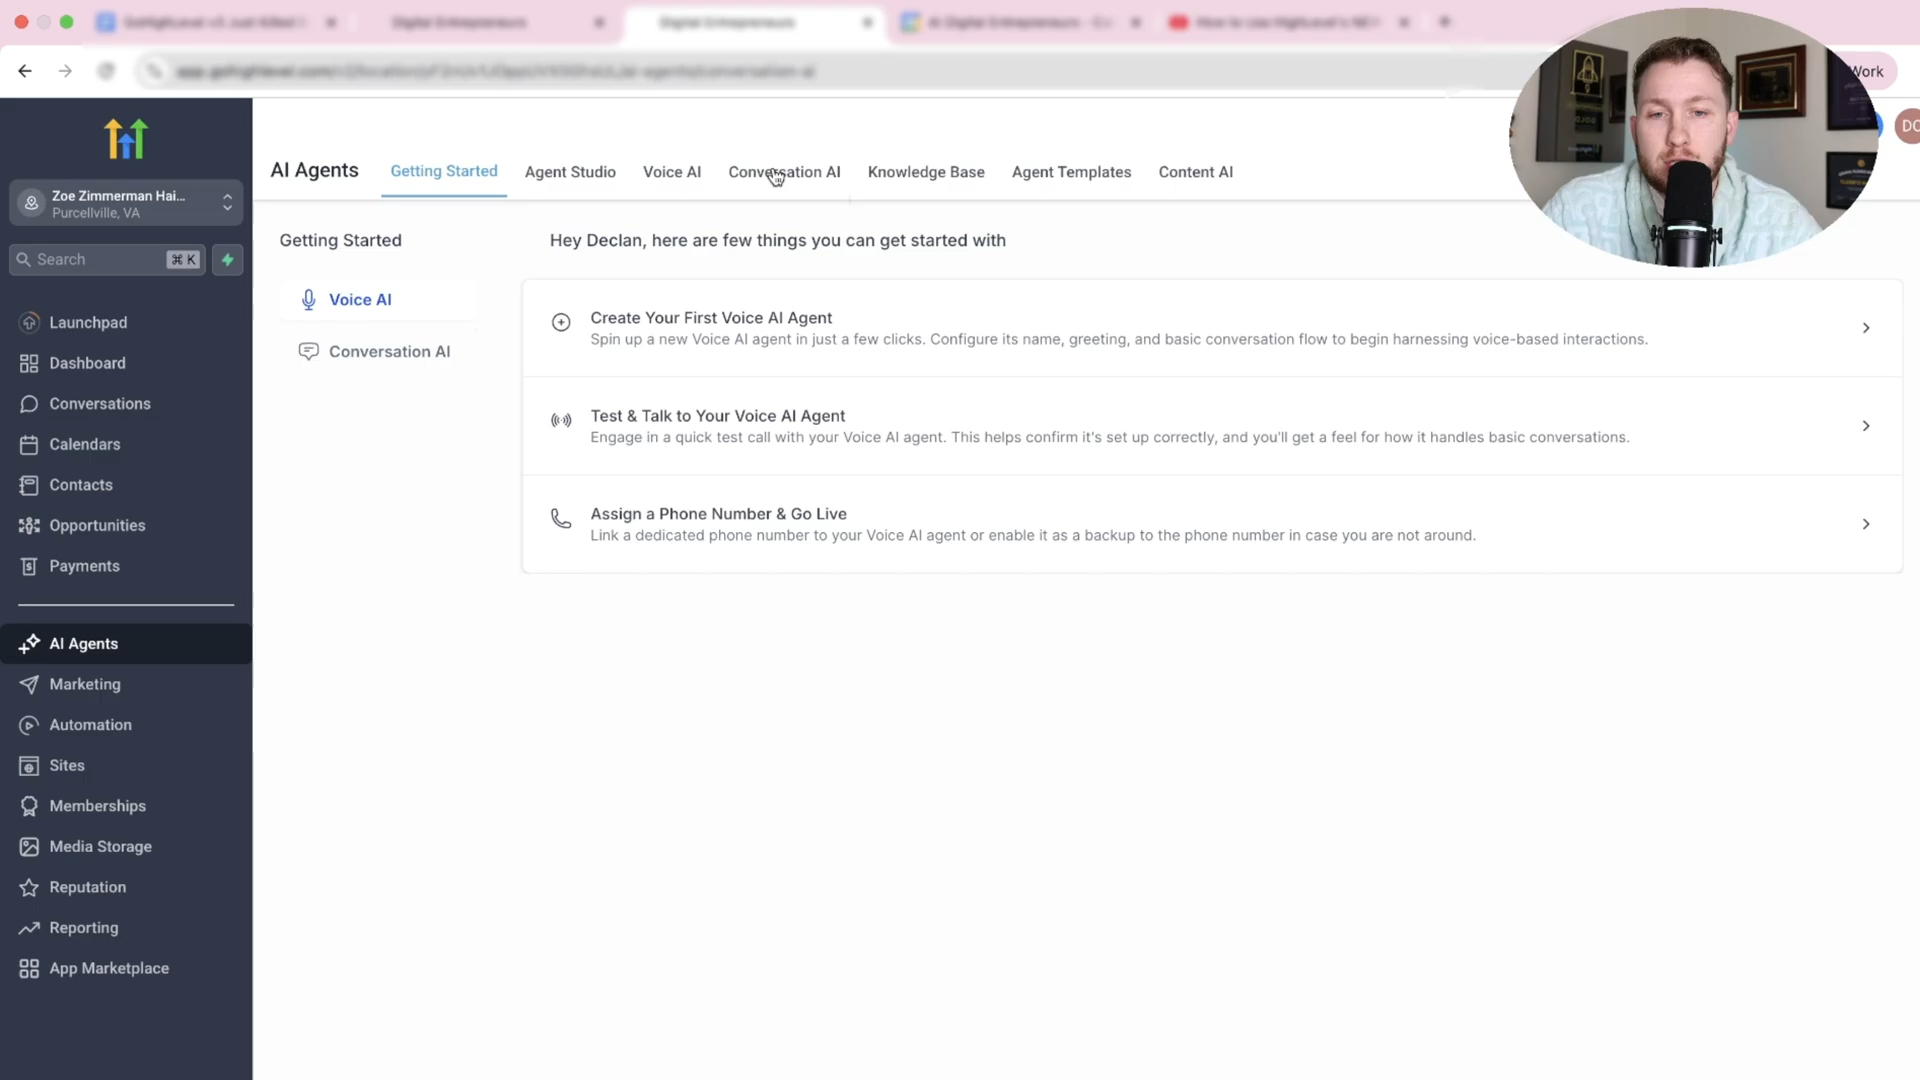 Work
DC
Zoe Zimmerman Hai...
Purcellville, VA
Search
⌘ K
Launchpad
Dashboard
Conversations
Calendars
Contacts
Opportunities
Payments
AI Agents
Marketing
Automation
Sites
Memberships
Media Storage
Reputation
Reporting
App Marketplace
AI Agents
Getting Started
Agent Studio
Voice AI
Conversation AI
Knowledge Base
Agent Templates
Content AI
Getting Started
Voice AI
Conversation AI
Hey Declan, here are few things you can get started with
Create Your First Voice AI Agent
Spin up a new Voice AI agent in just a few clicks. Configure its name, greeting, and basic conversation flow to begin harnessing voice-based interactions.
Test & Talk to Your Voice AI Agent
Engage in a quick test call with your Voice AI agent. This helps confirm it's set up correctly, and you'll get a feel for how it handles basic conversations.
Assign a Phone Number & Go Live
Link a dedicated phone number to your Voice AI agent or enable it as a backup to the phone number in case you are not around.